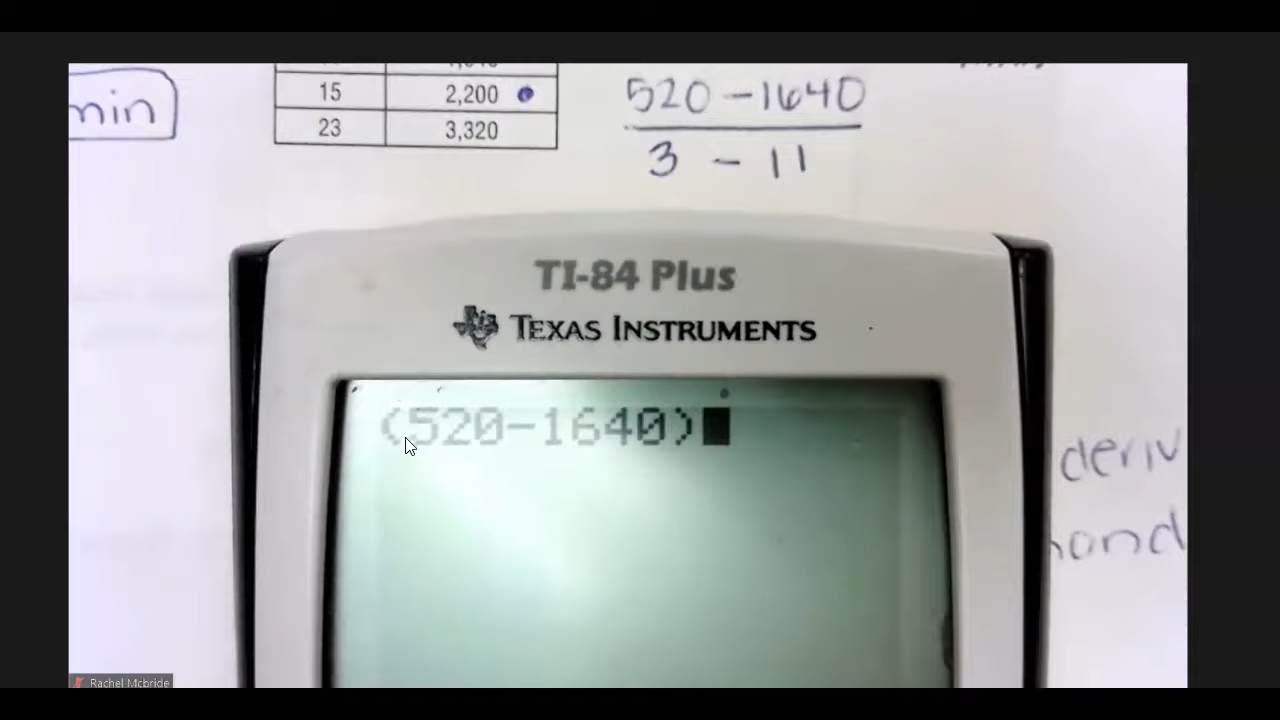 min
15 2,200
23 3,320
520 - 1640
3 - 11
TI-84 Plus
TEXAS INSTRUMENTS
(520-1640)
deriv
hand
Rachel Mcbride